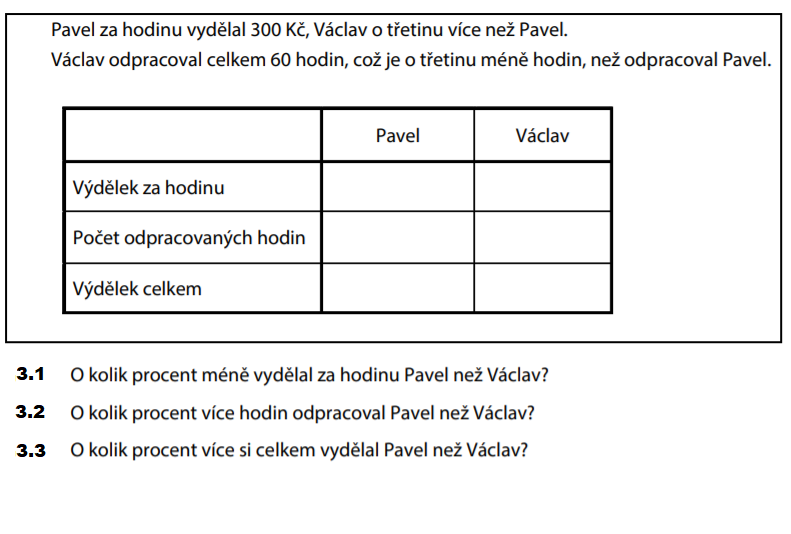 Pavel za hodinu vydělal 300 Kč, Václav o třetinu více než Pavel.
Václav odpracoval celkem 60 hodin, což je o třetinu méně hodin, než odpracoval Pavel.
Pavel Václav
Výdělek za hodinu
Počet odpracovaných hodin
Výdělek celkem
3.1 O kolik procent méně vydělal za hodinu Pavel než Václav?
3.2 O kolik procent více hodin odpracoval Pavel než Václav?
3.3 O kolik procent více si celkem vydělal Pavel než Václav?